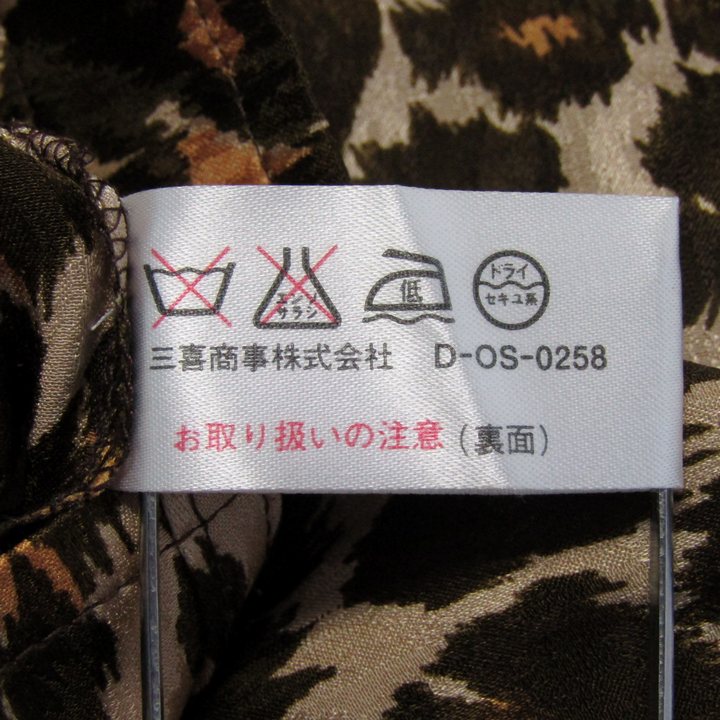 エンソサラシ
低
ドライ
セキユ系
三喜商事株式会社 D-OS-0258
お取り扱いの注意（裏面）